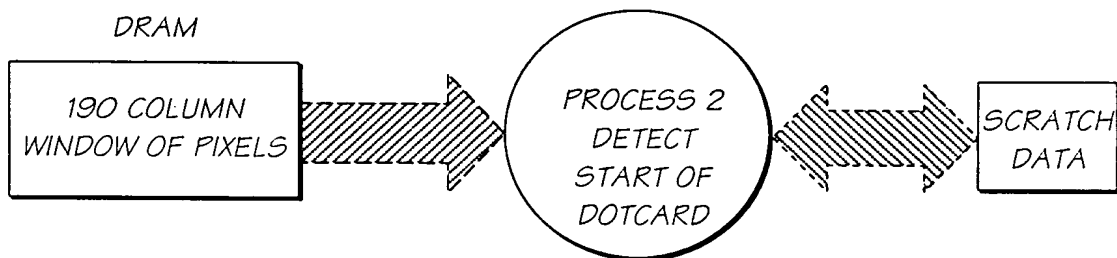 DRAM
190 COLUMN
WINDOW OF PIXELS
PROCESS 2
DETECT
START OF
DOTCARD
SCRATCH
DATA